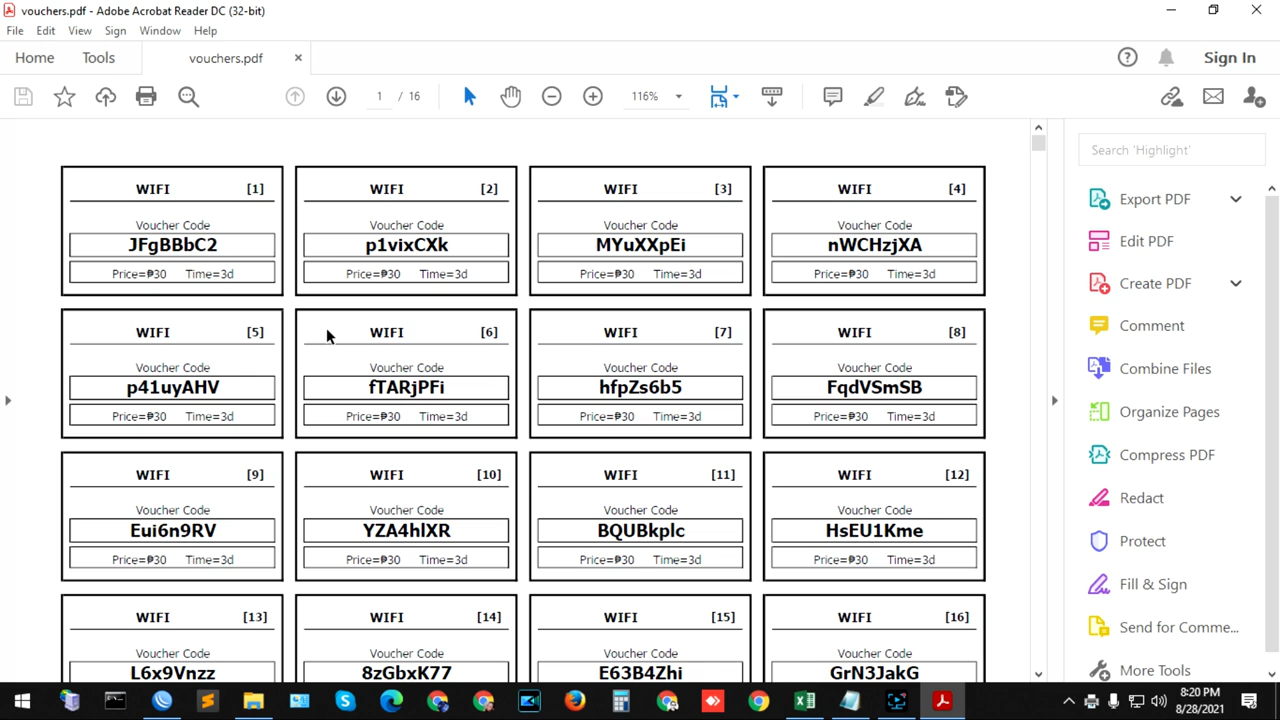 vouchers.pdf - Adobe Acrobat Reader DC (32-bit)
File Edit View Sign Window Help
Home Tools vouchers.pdf × Sign In
1 / 16 116%
Search 'Highlight'
WIFI [1] WIFI [2] WIFI [3] WIFI [4]
Voucher Code Voucher Code Voucher Code Voucher Code
JFgBBbC2 p1vixCXk MYuXXpEi nWCHzjXA
Price=₱30 Time=3d Price=₱30 Time=3d Price=₱30 Time=3d Price=₱30 Time=3d
WIFI [5] WIFI [6] WIFI [7] WIFI [8]
Voucher Code Voucher Code Voucher Code Voucher Code
p41uyAHV fTARjPFi hfpZs6b5 FqdVSmSB
Price=₱30 Time=3d Price=₱30 Time=3d Price=₱30 Time=3d Price=₱30 Time=3d
WIFI [9] WIFI [10] WIFI [11] WIFI [12]
Voucher Code Voucher Code Voucher Code Voucher Code
Eui6n9RV YZA4hlXR BQUBkplc HsEU1Kme
Price=₱30 Time=3d Price=₱30 Time=3d Price=₱30 Time=3d Price=₱30 Time=3d
WIFI [13] WIFI [14] WIFI [15] WIFI [16]
Voucher Code Voucher Code Voucher Code Voucher Code
L6x9Vnzz 8zGbxK77 E63B4Zhi GrN3JakG
Export PDF
Edit PDF
Create PDF
Comment
Combine Files
Organize Pages
Compress PDF
Redact
Protect
Fill & Sign
Send for Comme...
More Tools
8:20 PM
8/28/2021